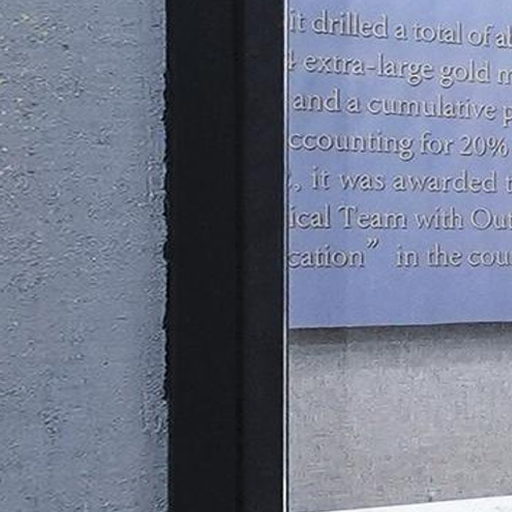 it drilled a total of
extra-large gold
and a cumulative
ccounting for 20%
, it was awarded
ical Team with Out
cation” in the cou